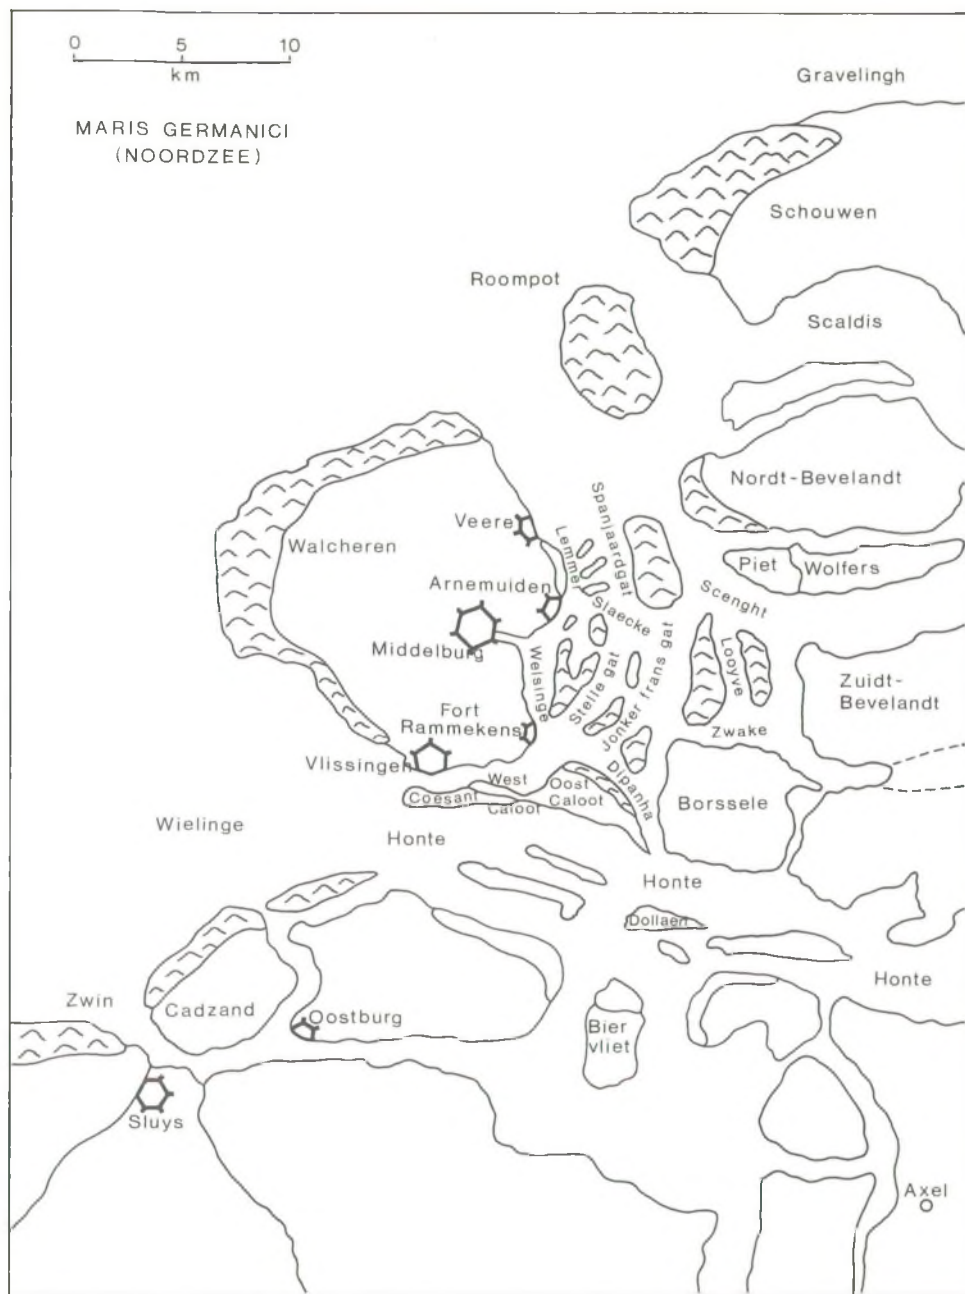 0 5 10
km
MARIS GERMANICI
(NOORDZEE)
Gravelingh
Schouwen
Roompot
Scaldis
Nordt-Bevelandt
Spanjaardgat
Veere
Lemmer
Walcheren
Piet
Wolfers
Arnemuiden
Scenght
Slaecke
Middelburg
Welsinge
Stelle gat
Jonker frans gat
Looyve
Zuidt-
Bevelandt
Fort
Rammekens
Zwake
Vlissingen
West
Caloot
Oost
Caloot
Dipanha
Coesant
Borssele
Wielinge
Honte
Honte
Dollaert
Honte
Zwin
Cadzand
Oostburg
Bier
vliet
Sluys
Axel